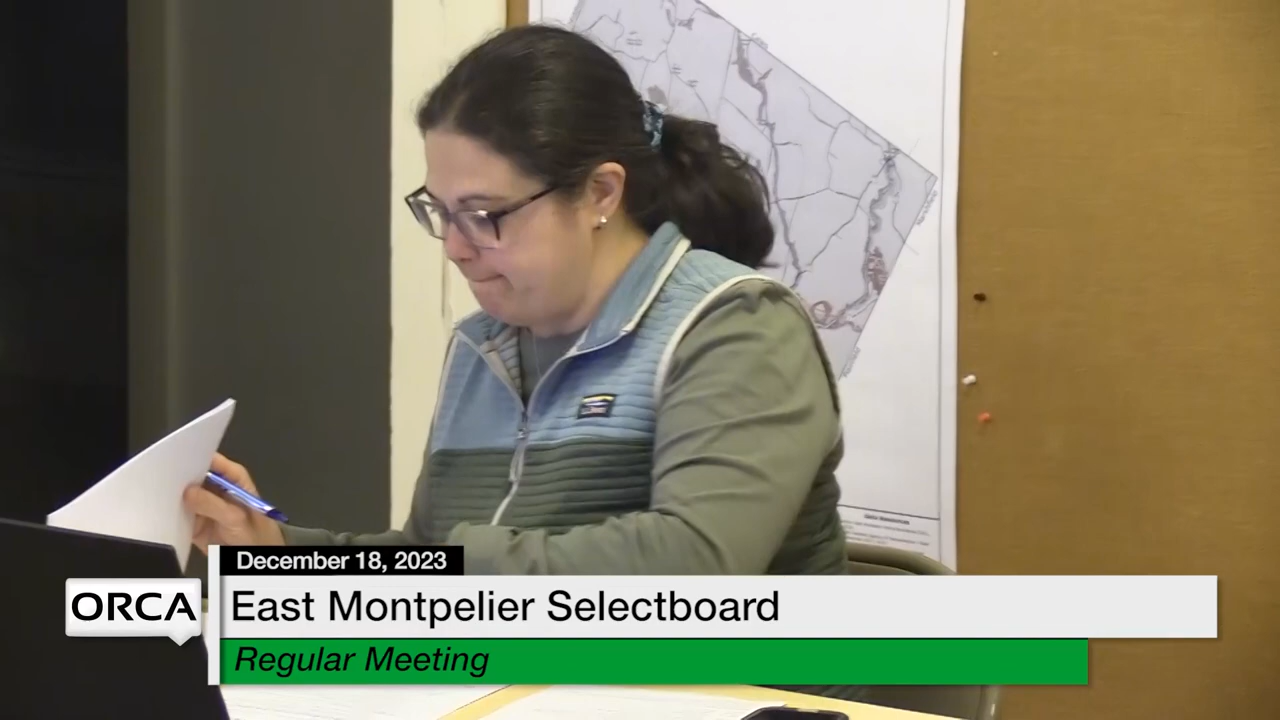 December 18, 2023
ORCA
East Montpelier Selectboard
Regular Meeting